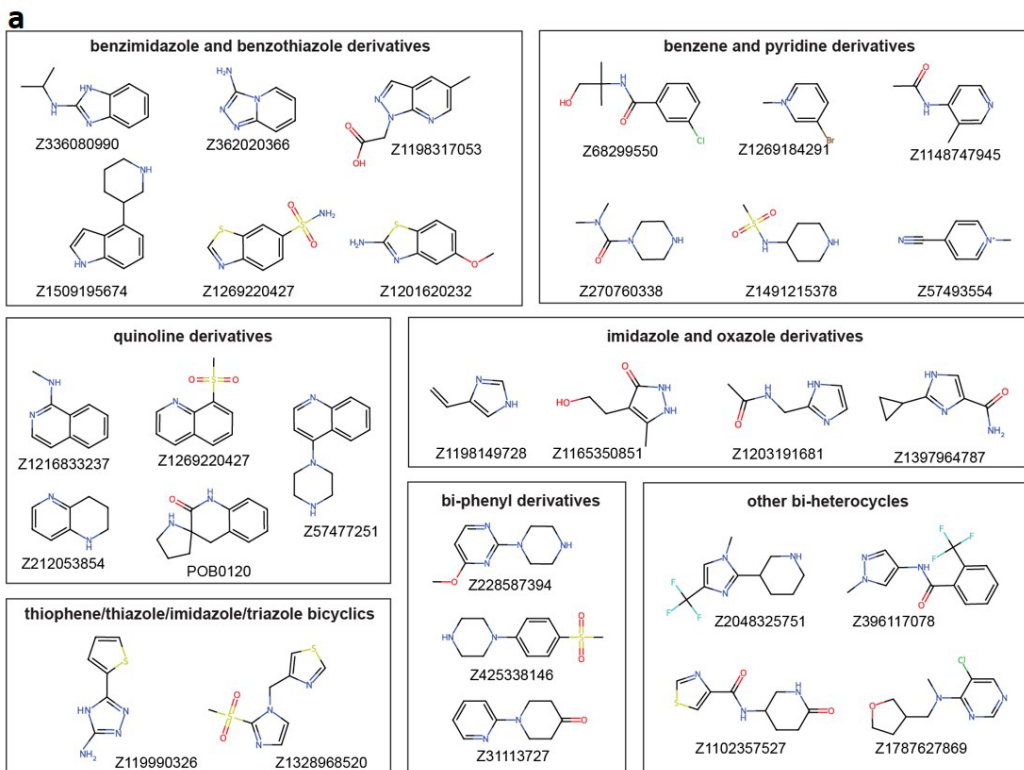 a
benzimidazole and benzothiazole derivatives
Z336080990
Z362020366
Z1198317053
Z1509195674
Z1269220427
Z1201620232
benzene and pyridine derivatives
Z68299550
Z1269184291
Z1148747945
Z270760338
Z1491215378
Z57493554
quinoline derivatives
Z1216833237
Z1269220427
Z57477251
Z212053854
POB0120
imidazole and oxazole derivatives
Z1198149728
Z1165350851
Z1203191681
Z1397964787
thiophene/thiazole/imidazole/triazole bicyclics
Z119990326
Z1328968520
bi-phenyl derivatives
Z228587394
Z425338146
Z31113727
other bi-heterocycles
Z2048325751
Z396117078
Z1102357527
Z1787627869